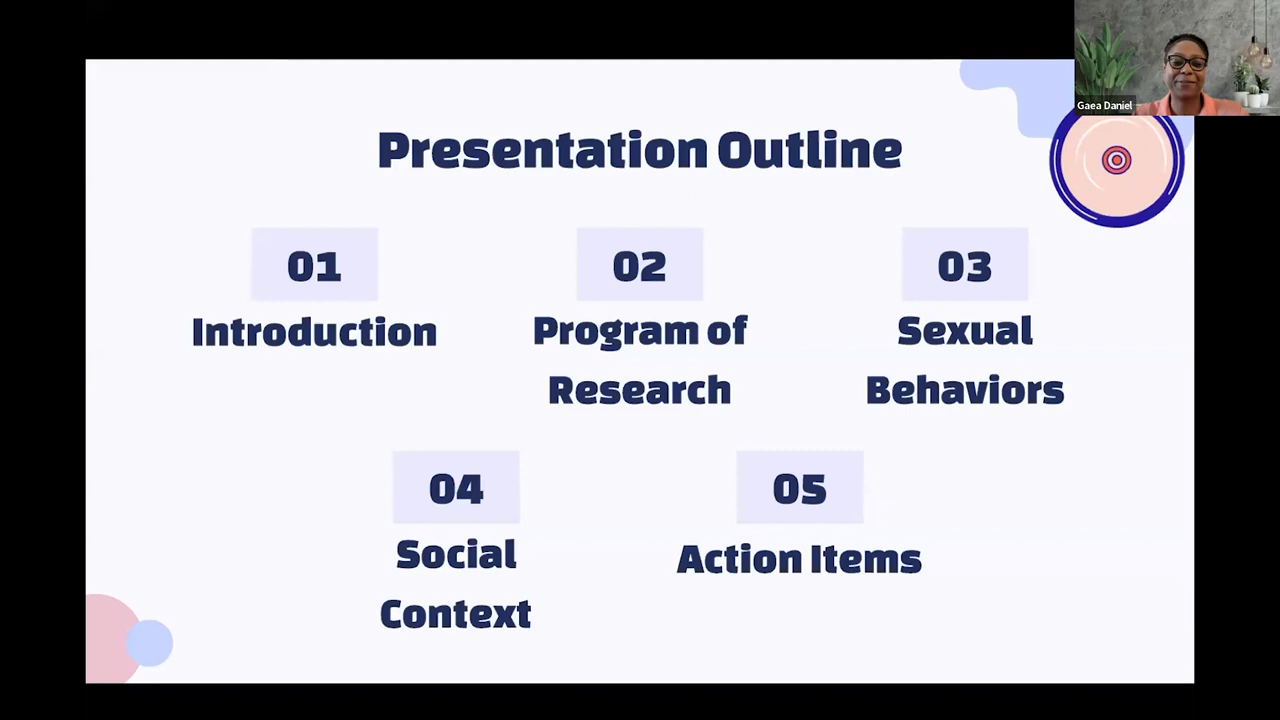 Gaea Daniel
Presentation Outline
01
Introduction
02
Program of
Research
03
Sexual
Behaviors
04
Social
Context
05
Action Items